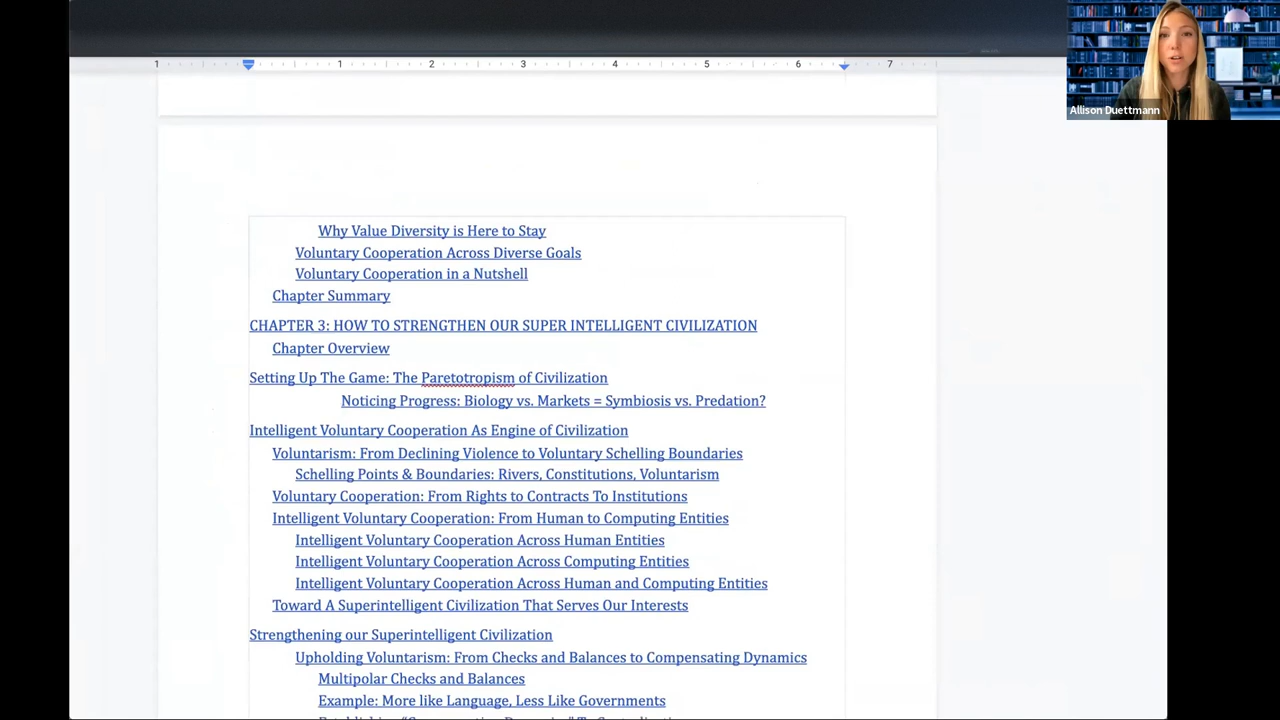 1 1 2 3 4 5 6 7
Allison Duettmann
Why Value Diversity is Here to Stay
Voluntary Cooperation Across Diverse Goals
Voluntary Cooperation in a Nutshell
Chapter Summary
CHAPTER 3: HOW TO STRENGTHEN OUR SUPER INTELLIGENT CIVILIZATION
Chapter Overview
Setting Up The Game: The Paretotropism of Civilization
Noticing Progress: Biology vs. Markets = Symbiosis vs. Predation?
Intelligent Voluntary Cooperation As Engine of Civilization
Voluntarism: From Declining Violence to Voluntary Schelling Boundaries
Schelling Points & Boundaries: Rivers, Constitutions, Voluntarism
Voluntary Cooperation: From Rights to Contracts To Institutions
Intelligent Voluntary Cooperation: From Human to Computing Entities
Intelligent Voluntary Cooperation Across Human Entities
Intelligent Voluntary Cooperation Across Computing Entities
Intelligent Voluntary Cooperation Across Human and Computing Entities
Toward A Superintelligent Civilization That Serves Our Interests
Strengthening our Superintelligent Civilization
Upholding Voluntarism: From Checks and Balances to Compensating Dynamics
Multipolar Checks and Balances
Example: More like Language, Less Like Governments